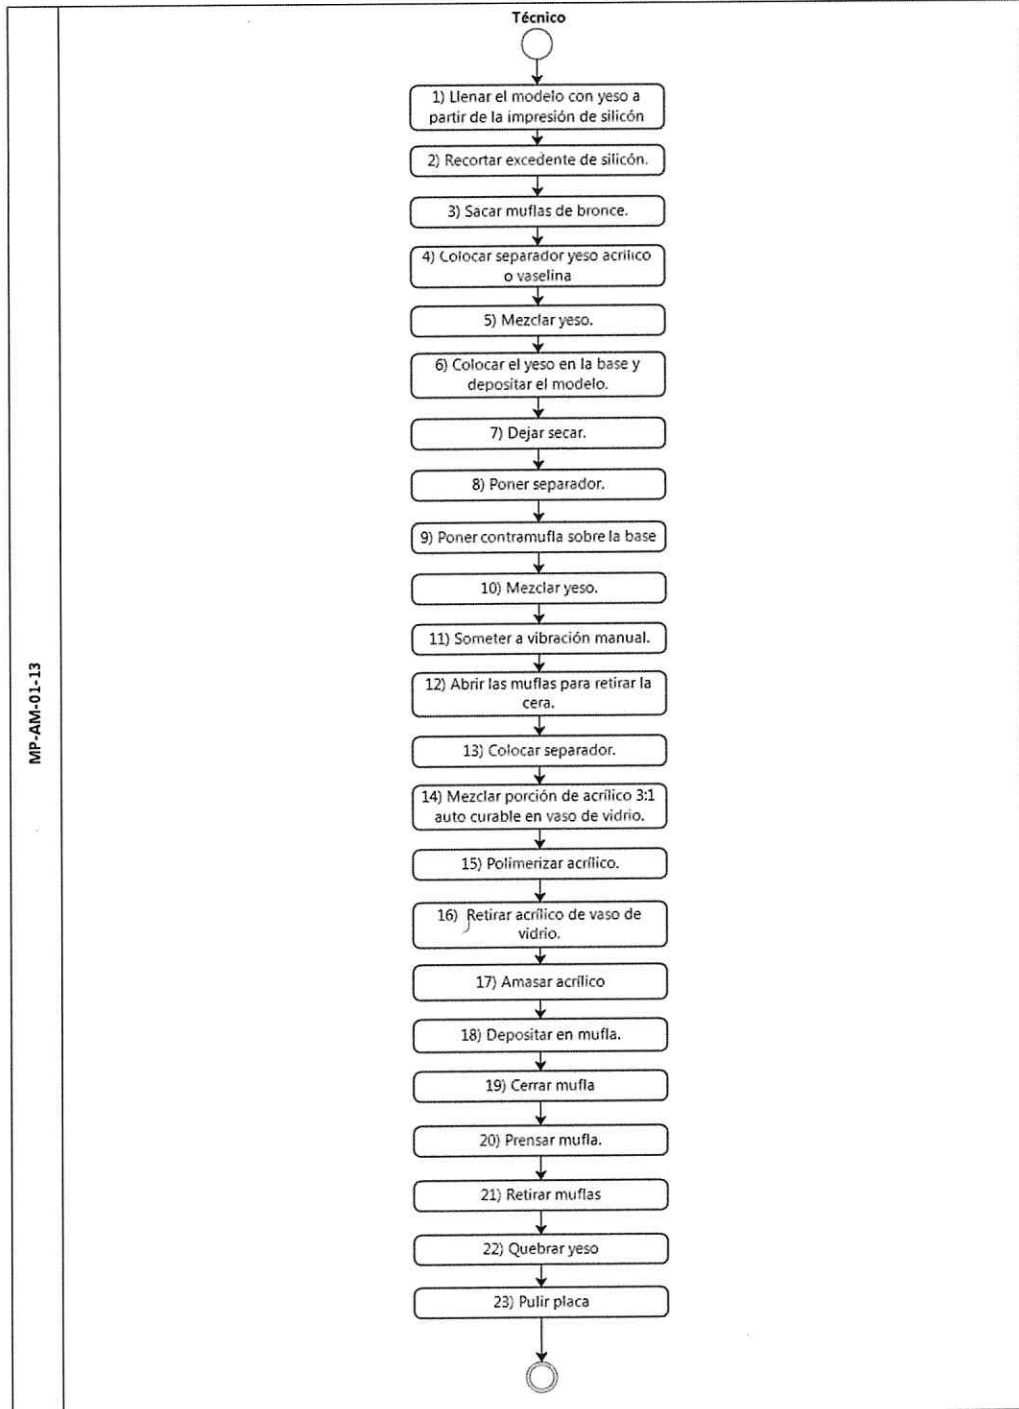 Técnico
1) Llenar el modelo con yeso a
partir de la impresión de silicón
2) Recortar excedente de silicón.
3) Sacar muflas de bronce.
4) Colocar separador yeso acrílico
o vaselina
5) Mezclar yeso.
6) Colocar el yeso en la base y
depositar el modelo.
7) Dejar secar.
8) Poner separador.
9) Poner contramufla sobre la base
10) Mezclar yeso.
11) Someter a vibración manual.
12) Abrir las muflas para retirar la
cera.
13) Colocar separador.
14) Mezclar porción de acrílico 3:1
auto curable en vaso de vidrio.
15) Polimerizar acrílico.
16) Retirar acrílico de vaso de
vidrio.
17) Amasar acrílico
18) Depositar en mufla.
19) Cerrar mufla
20) Prensar mufla.
21) Retirar muflas
22) Quebrar yeso
23) Pulir placa
MP-AM-01-13